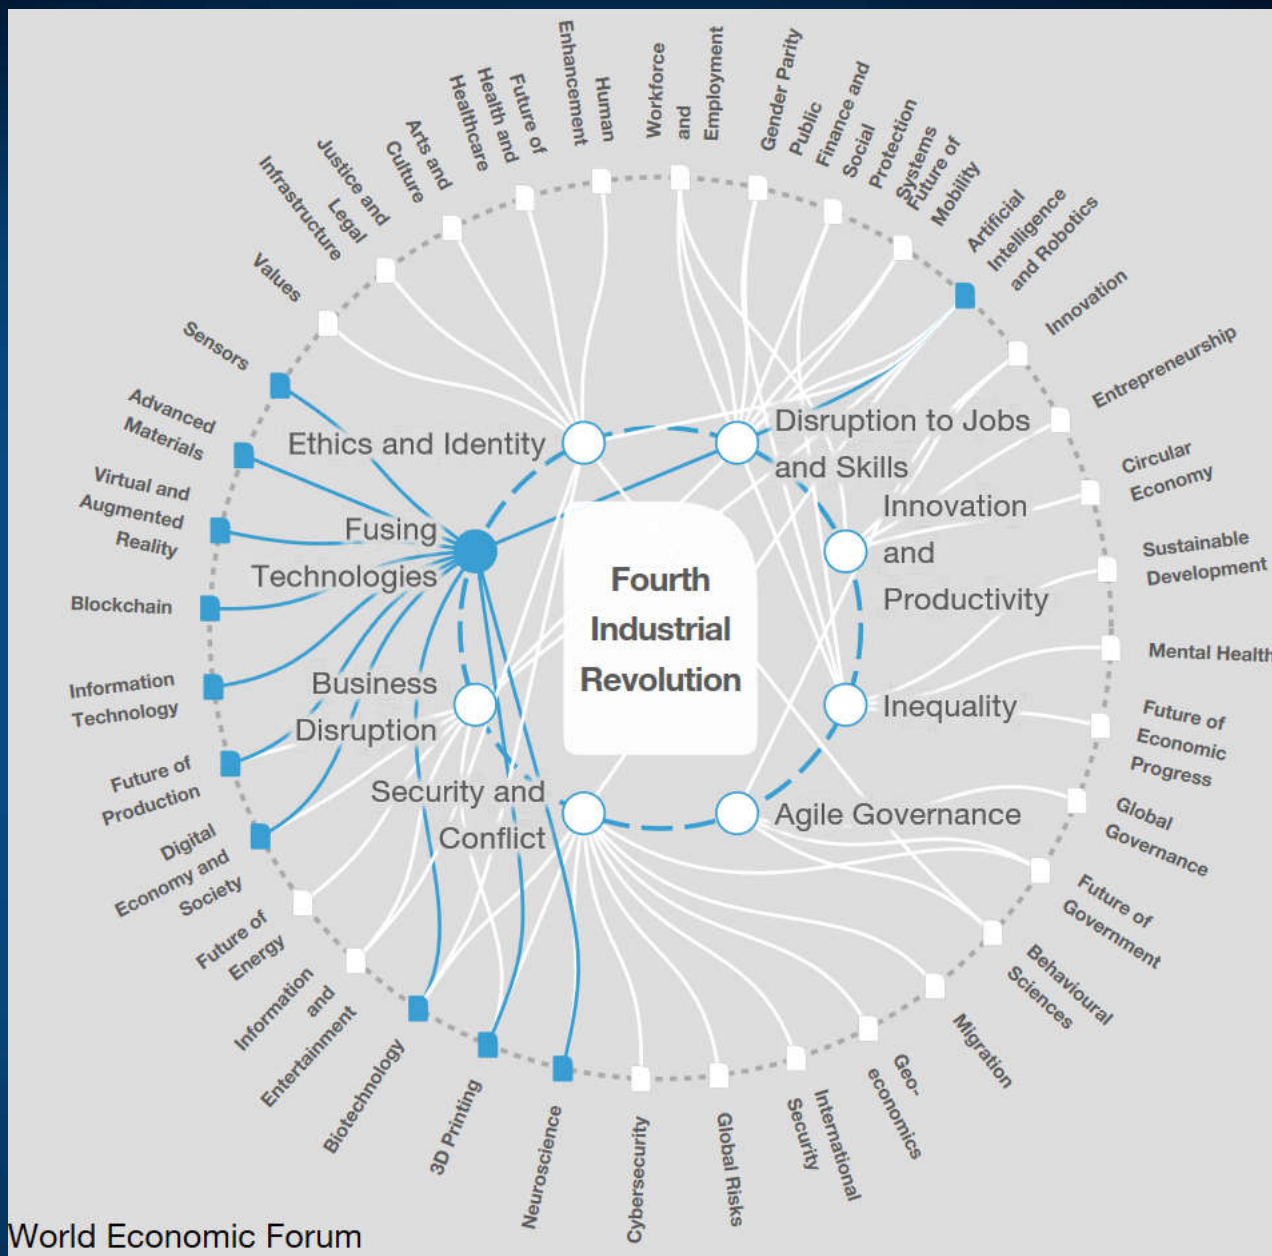 Fourth
Industrial
Revolution
Ethics and Identity
Disruption to Jobs
and Skills
Innovation
and
Productivity
Inequality
Agile Governance
Security and
Conflict
Business
Disruption
Fusing
Technologies
Workforce
and
Employment
Gender Parity
Public
Finance and
Social
Protection
Systems
Future of
Mobility
Artificial
Intelligence
and Robotics
Innovation
Entrepreneurship
Circular
Economy
Sustainable
Development
Mental Health
Future of
Economic
Progress
Global
Governance
Future of
Government
Behavioural
Sciences
Migration
Geo-
economics
International
Security
Global Risks
Cybersecurity
Neuroscience
3D Printing
Biotechnology
Information
and
Entertainment
Future of
Energy
Digital
Economy and
Society
Future of
Production
Information
Technology
Blockchain
Virtual and
Augmented
Reality
Advanced
Materials
Sensors
Values
Justice and
Legal
Infrastructure
Arts and
Culture
Future of
Health and
Healthcare
Human
Enhancement
World Economic Forum